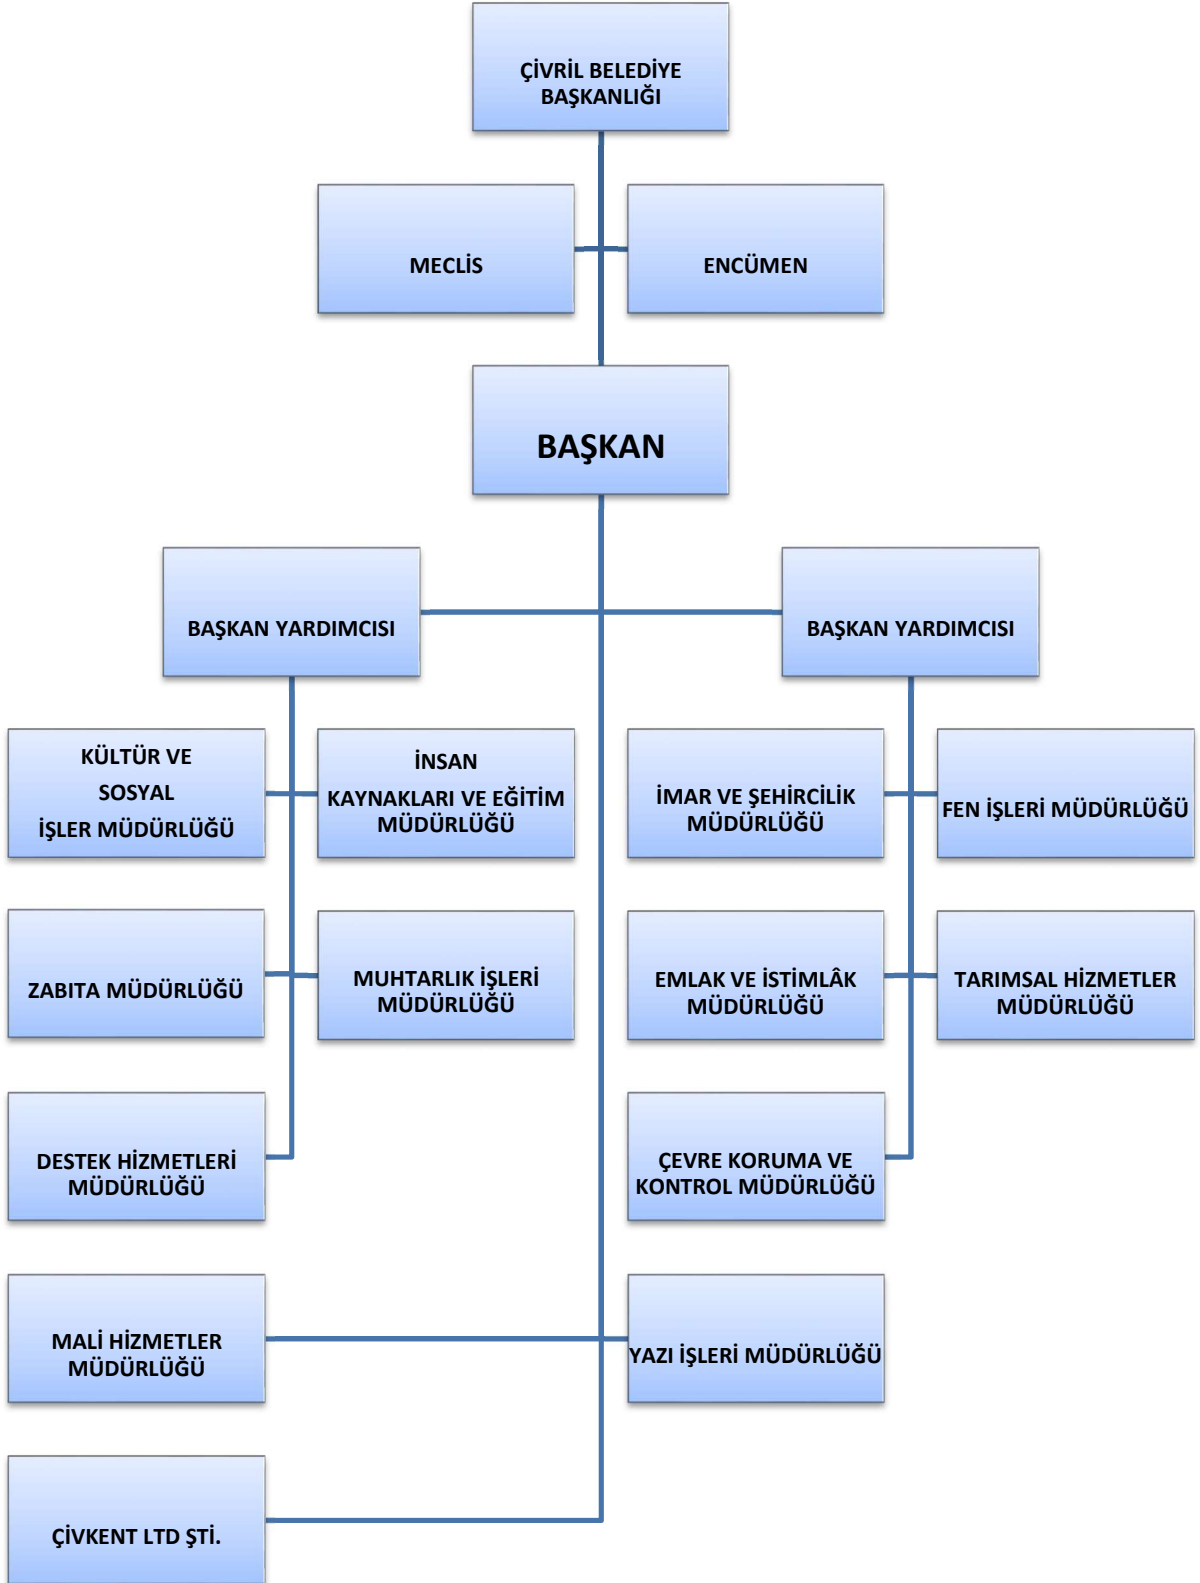 ÇİVRİL BELEDİYE
BAŞKANLIĞI
MECLİS
ENCÜMEN
BAŞKAN
BAŞKAN YARDIMCISI
BAŞKAN YARDIMCISI
KÜLTÜR VE
SOSYAL
İŞLER MÜDÜRLÜĞÜ
İNSAN
KAYNAKLARI VE EĞİTİM
MÜDÜRLÜĞÜ
İMAR VE ŞEHİRCİLİK
MÜDÜRLÜĞÜ
FEN İŞLERİ MÜDÜRLÜĞÜ
ZABITA MÜDÜRLÜĞÜ
MUHTARLIK İŞLERİ
MÜDÜRLÜĞÜ
EMLAK VE İSTİMLÂK
MÜDÜRLÜĞÜ
TARIMSAL HİZMETLER
MÜDÜRLÜĞÜ
DESTEK HİZMETLERİ
MÜDÜRLÜĞÜ
ÇEVRE KORUMA VE
KONTROL MÜDÜRLÜĞÜ
MALİ HİZMETLER
MÜDÜRLÜĞÜ
YAZI İŞLERİ MÜDÜRLÜĞÜ
ÇİVKENT LTD ŞTİ.